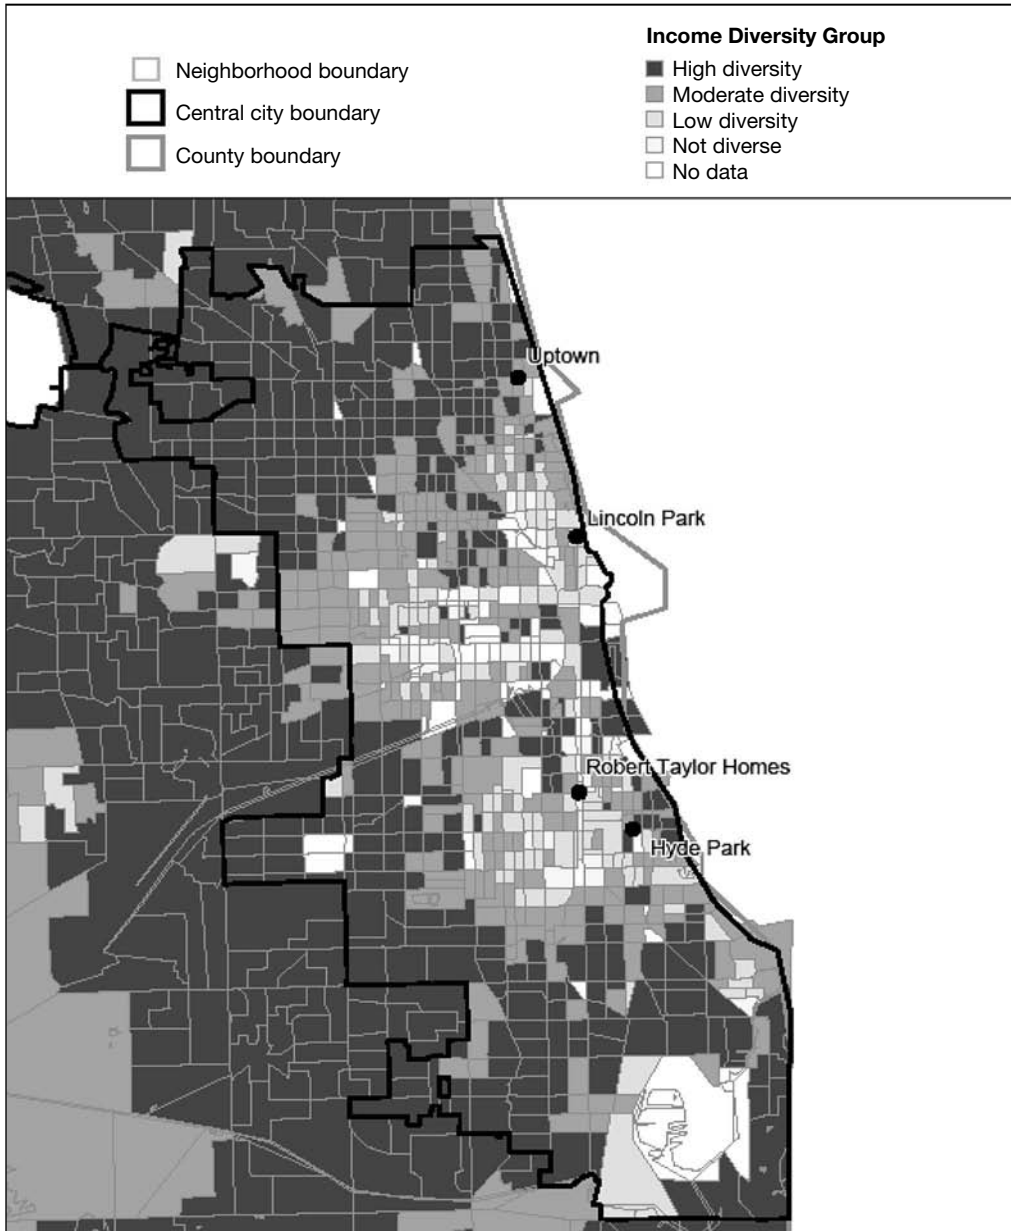 Neighborhood boundary
Central city boundary
County boundary
Income Diversity Group
High diversity
Moderate diversity
Low diversity
Not diverse
No data
Uptown
Lincoln Park
Robert Taylor Homes
Hyde Park